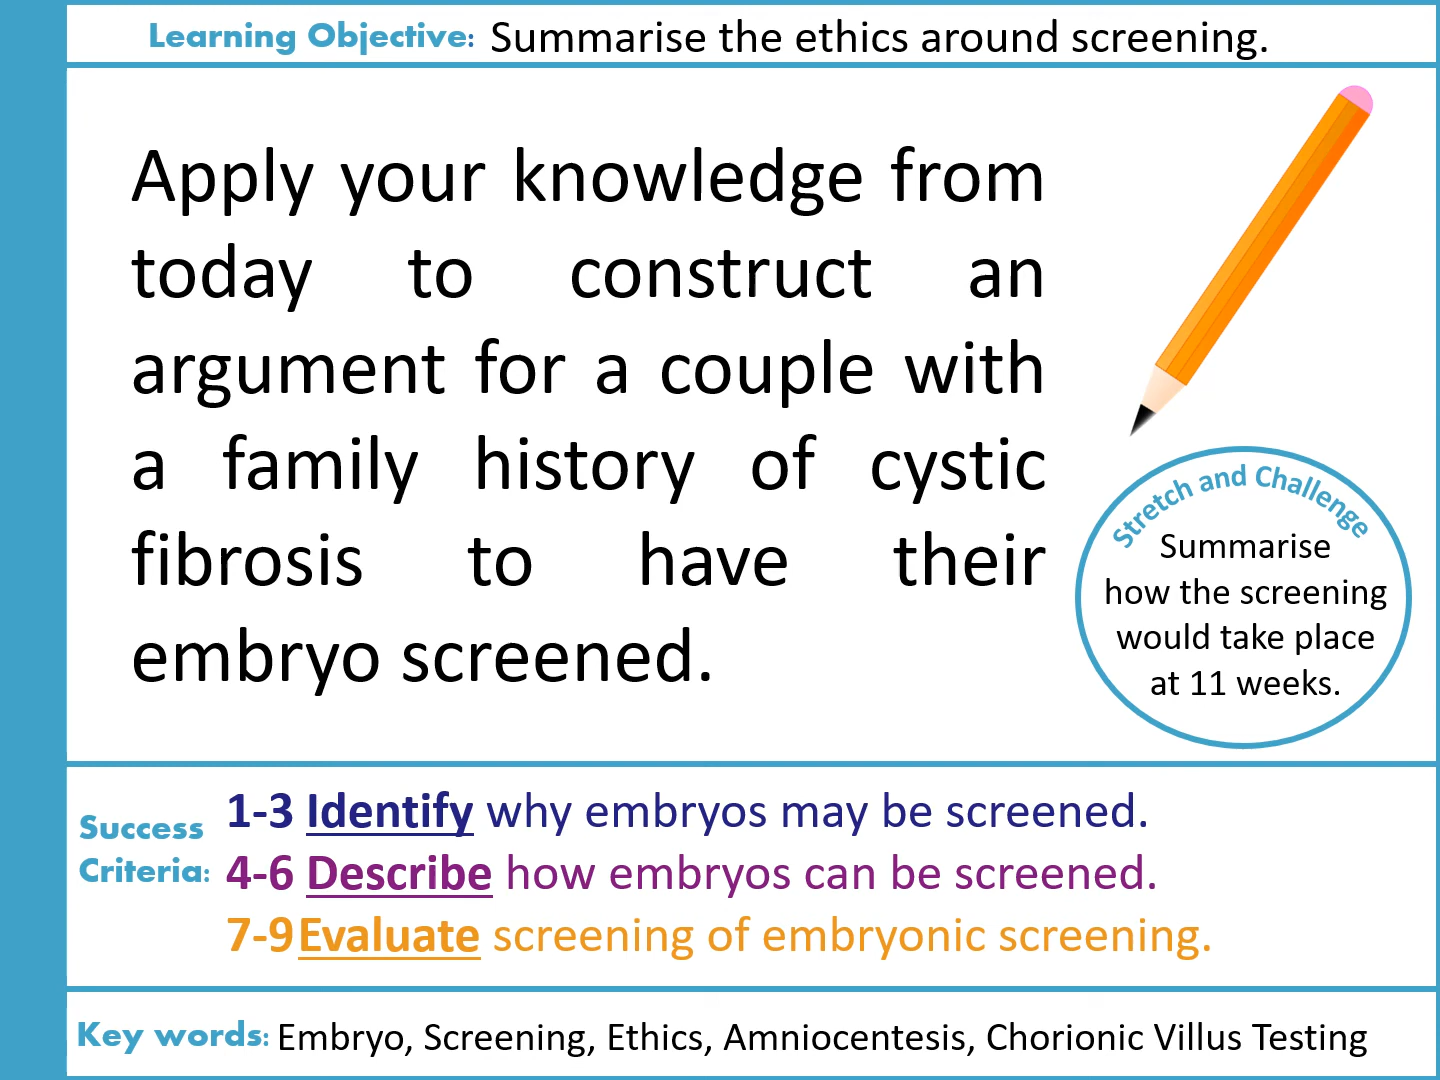 Learning Objective: Summarise the ethics around screening.
Apply your knowledge from
today to construct an
argument for a couple with
a family history of cystic
fibrosis to have their
embryo screened.
Stretch and Challenge
Summarise
how the screening
would take place
at 11 weeks.
Success
Criteria:
1-3 Identify why embryos may be screened.
4-6 Describe how embryos can be screened.
7-9Evaluate screening of embryonic screening.
Key words: Embryo, Screening, Ethics, Amniocentesis, Chorionic Villus Testing